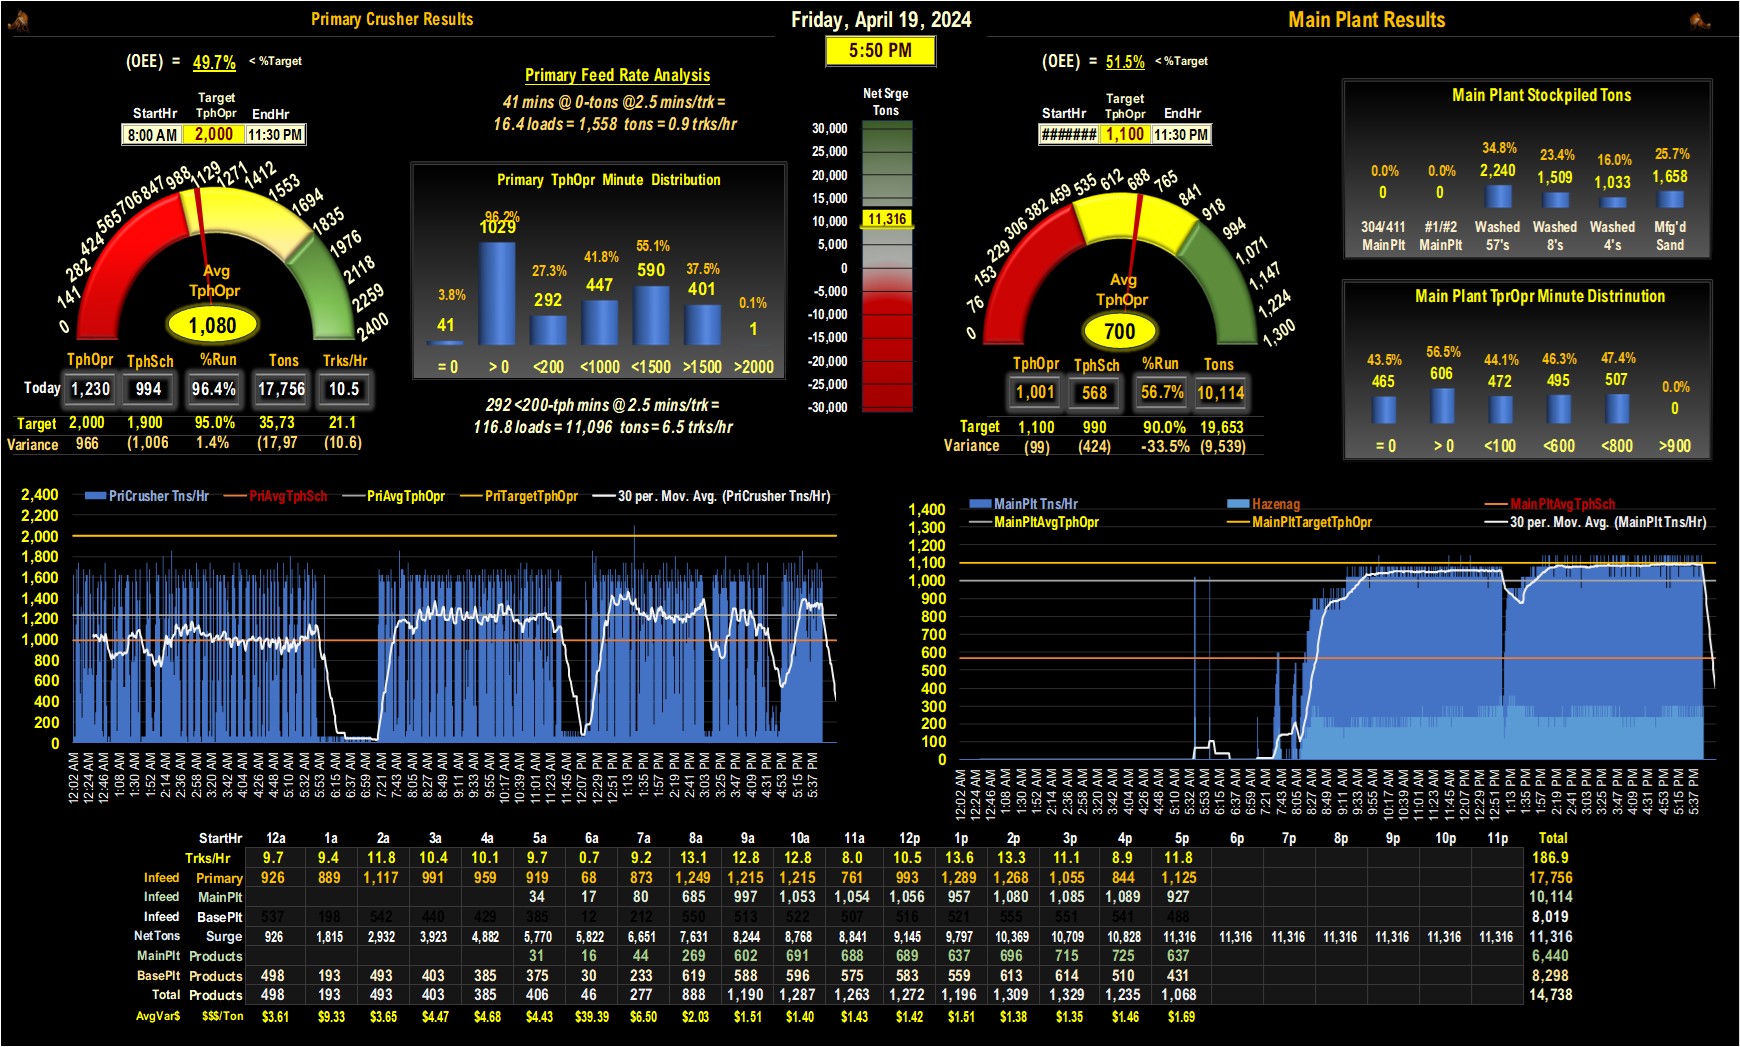 Primary Crusher Results
Friday, April 19, 2024
Main Plant Results
5:50 PM
(OEE) = 49.7% < %Target
StartHr Target TphOpr EndHr
8:00 AM 2,000 11:30 PM
0 141 282 424 565 706 847 988 1129 1271 1412 1553 1694 1835 1976 2118 2259 2400
Avg
TphOpr
1,080
TphOpr TphSch %Run Tons Trks/Hr
Today 1,230 994 96.4% 17,756 10.5
Target 2,000 1,900 95.0% 35,73 21.1
Variance 966 (1,006 1.4% (17,97 (10.6)
Primary Feed Rate Analysis
41 mins @ 0-tons @2.5 mins/trk =
16.4 loads = 1,558 tons = 0.9 trks/hr
Primary TphOpr Minute Distribution
3.8% 96.2% 27.3% 41.8% 55.1% 37.5% 0.1%
41 1029 292 447 590 401 1
= 0 > 0 <200 <1000 <1500 >1500 >2000
292 <200-tph mins @ 2.5 mins/trk =
116.8 loads = 11,096 tons = 6.5 trks/hr
Net Srge
Tons
30,000
25,000
20,000
15,000
10,000
11,316
5,000
0
-5,000
-10,000
-15,000
-20,000
-25,000
-30,000
(OEE) = 51.5% < %Target
StartHr Target TphOpr EndHr
####### 1,100 11:30 PM
0 76 153 229 306 382 459 535 612 688 765 841 918 994 1,071 1,147 1,224 1,300
Avg
TphOpr
700
TphOpr TphSch %Run Tons
1,001 568 56.7% 10,114
Target 1,100 990 90.0% 19,653
Variance (99) (424) -33.5% (9,539)
Main Plant Stockpiled Tons
0.0% 0.0% 34.8% 23.4% 16.0% 25.7%
0 0 2,240 1,509 1,033 1,658
304/411 #1/#2 Washed Washed Washed Mfg'd
MainPlt MainPlt 57's 8's 4's Sand
Main Plant TprOpr Minute Distrinution
43.5% 56.5% 44.1% 46.3% 47.4% 0.0%
465 606 472 495 507 0
= 0 > 0 <100 <600 <800 >900
PriCrusher Tns/Hr PriAvgTphSch PriAvgTphOpr PriTargetTphOpr 30 per. Mov. Avg. (PriCrusher Tns/Hr)
2,400
2,200
2,000
1,800
1,600
1,400
1,200
1,000
800
600
400
200
0
12:02 AM 12:24 AM 12:46 AM 1:08 AM 1:30 AM 1:52 AM 2:14 AM 2:36 AM 2:58 AM 3:20 AM 3:42 AM 4:04 AM 4:26 AM 4:48 AM 5:10 AM 5:32 AM 5:53 AM 6:15 AM 6:37 AM 6:59 AM 7:21 AM 7:43 AM 8:05 AM 8:27 AM 8:49 AM 9:11 AM 9:33 AM 9:55 AM 10:17 AM 10:39 AM 11:01 AM 11:23 AM 11:45 AM 12:07 PM 12:29 PM 12:51 PM 1:13 PM 1:35 PM 1:57 PM 2:19 PM 2:41 PM 3:03 PM 3:25 PM 3:47 PM 4:09 PM 4:31 PM 4:53 PM 5:15 PM 5:37 PM
MainPlt Tns/Hr Hazenag MainPltAvgTphSch
MainPltAvgTphOpr MainPltTargetTphOpr 30 per. Mov. Avg. (MainPlt Tns/Hr)
1,400
1,300
1,200
1,100
1,000
900
800
700
600
500
400
300
200
100
0
12:02 AM 12:24 AM 12:46 AM 1:08 AM 1:30 AM 1:52 AM 2:14 AM 2:36 AM 2:58 AM 3:20 AM 3:42 AM 4:04 AM 4:26 AM 4:48 AM 5:10 AM 5:32 AM 5:53 AM 6:15 AM 6:37 AM 6:59 AM 7:21 AM 7:43 AM 8:05 AM 8:27 AM 8:49 AM 9:11 AM 9:33 AM 9:55 AM 10:17 AM 10:39 AM 11:01 AM 11:23 AM 11:45 AM 12:07 PM 12:29 PM 12:51 PM 1:13 PM 1:35 PM 1:57 PM 2:19 PM 2:41 PM 3:03 PM 3:25 PM 3:47 PM 4:09 PM 4:31 PM 4:53 PM 5:15 PM 5:37 PM
StartHr 12a 1a 2a 3a 4a 5a 6a 7a 8a 9a 10a 11a 12p 1p 2p 3p 4p 5p 6p 7p 8p 9p 10p 11p Total
Trks/Hr 9.7 9.4 11.8 10.4 10.1 9.7 0.7 9.2 13.1 12.8 12.8 8.0 10.5 13.6 13.3 11.1 8.9 11.8 186.9
Infeed Primary 926 889 1,117 991 959 919 68 873 1,249 1,215 1,215 761 993 1,289 1,268 1,055 844 1,125 17,756
Infeed MainPlt 34 17 80 685 997 1,053 1,054 1,056 957 1,080 1,085 1,089 927 10,114
Infeed BasePlt 537 198 542 440 429 385 12 212 550 513 522 507 516 521 555 551 541 488 8,019
NetTons Surge 926 1,815 2,932 3,923 4,882 5,770 5,822 6,651 7,631 8,244 8,768 8,841 9,145 9,797 10,369 10,709 10,828 11,316 11,316 11,316 11,316 11,316 11,316 11,316 11,316
MainPlt Products 31 16 44 269 602 691 688 689 637 696 715 725 637 6,440
BasePlt Products 498 193 493 403 385 375 30 233 619 588 596 575 583 559 613 614 510 431 8,298
Total Products 498 193 493 403 385 406 46 277 888 1,190 1,287 1,263 1,272 1,196 1,309 1,329 1,235 1,068 14,738
AvgVar$ $$$/Ton $3.61 $9.33 $3.65 $4.47 $4.68 $4.43 $39.39 $6.50 $2.03 $1.51 $1.40 $1.43 $1.42 $1.51 $1.38 $1.35 $1.46 $1.69